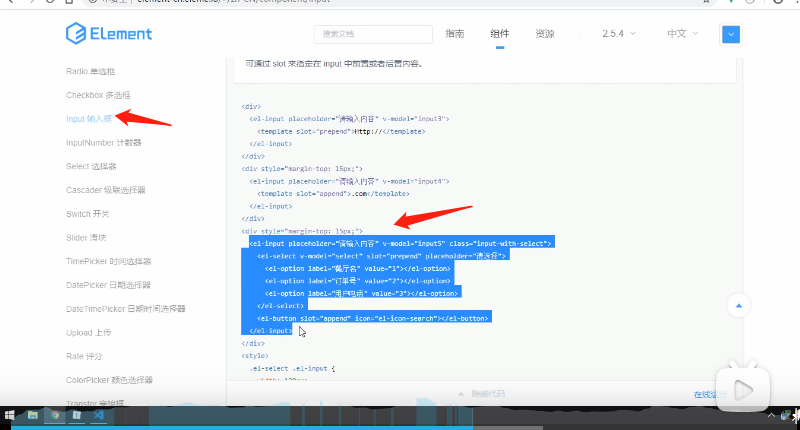 Element
搜索文档
指南
组件
资源
2.5.4
中文
Radio 单选框
Checkbox 多选框
Input 输入框
InputNumber 计数器
Select 选择器
Cascader 级联选择器
Switch 开关
Slider 滑块
TimePicker 时间选择器
DatePicker 日期选择器
DateTimePicker 日期时间选择器
Upload 上传
Rate 评分
ColorPicker 颜色选择器
可通过 slot 来指定在 input 中前置或者后置内容。
<div>
<el-input placeholder="请输入内容" v-model="input3">
<template slot="prepend">Http://</template>
</el-input>
</div>
<div style="margin-top: 15px;">
<el-input placeholder="请输入内容" v-model="input4">
<template slot="append">.com</template>
</el-input>
</div>
<div style="margin-top: 15px;">
<el-input placeholder="请输入内容" v-model="input5" class="input-with-select">
<el-select v-model="select" slot="prepend" placeholder="请选择">
<el-option label="餐厅名" value="1"></el-option>
<el-option label="订单号" value="2"></el-option>
<el-option label="用户电话" value="3"></el-option>
</el-select>
<el-button slot="append" icon="el-icon-search"></el-button>
</el-input>
</div>
<style>
.el-select .el-input {
隐藏代码
在线运行